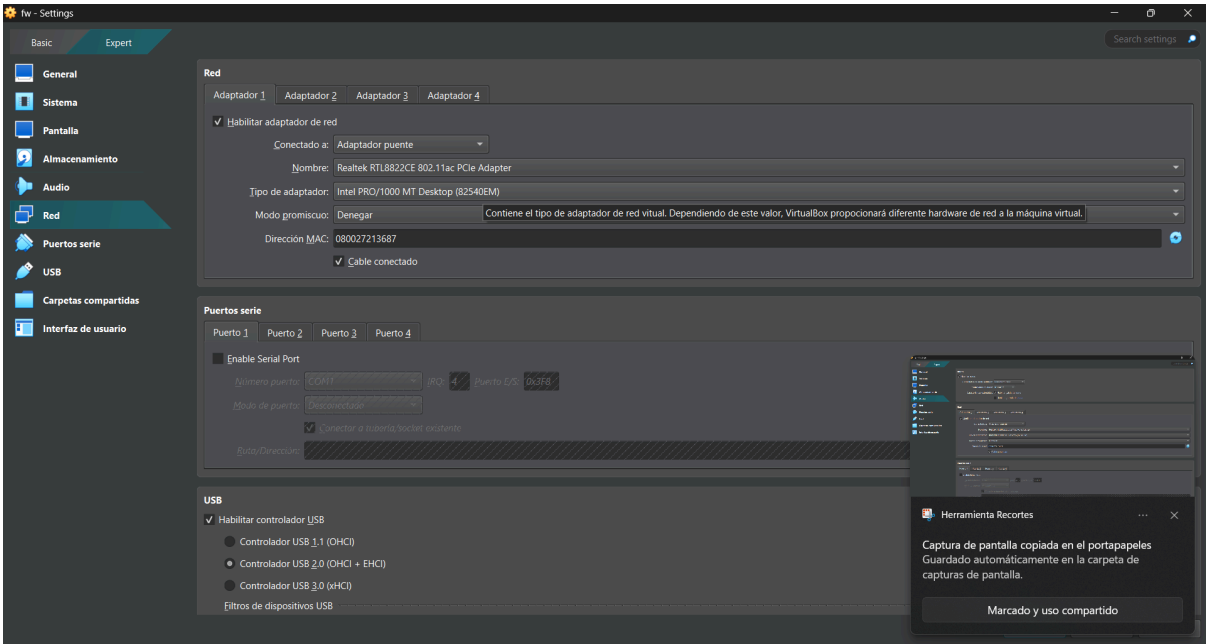 fw - Settings
Basic
Expert
Search settings
General
Sistema
Pantalla
Almacenamiento
Audio
Red
Puertos serie
USB
Carpetas compartidas
Interfaz de usuario
Red
Adaptador 1
Adaptador 2
Adaptador 3
Adaptador 4
Habilitar adaptador de red
Conectado a: Adaptador puente
Nombre: Realtek RTL8822CE 802.11ac PCIe Adapter
Tipo de adaptador: Intel PRO/1000 MT Desktop (82540EM)
Modo promiscuo: Denegar
Contiene el tipo de adaptador de red vitual. Dependiendo de este valor, VirtualBox propocionará diferente hardware de red a la máquina virtual.
Dirección MAC: 080027213687
Cable conectado
Puertos serie
Puerto 1
Puerto 2
Puerto 3
Puerto 4
Enable Serial Port
Número puerto: COM1 IRQ: 4 Puerto E/S: 0x3F8
Modo de puerto: Desconectado
Conector a tubería/socket existente
Ruta/Dirección:
USB
Habilitar controlador USB
Controlador USB 1.1 (OHCI)
Controlador USB 2.0 (OHCI + EHCI)
Controlador USB 3.0 (xHCI)
Filtros de dispositivos USB
Herramienta Recortes
Captura de pantalla copiada en el portapapeles
Guardado automáticamente en la carpeta de
capturas de pantalla.
Marcado y uso compartido